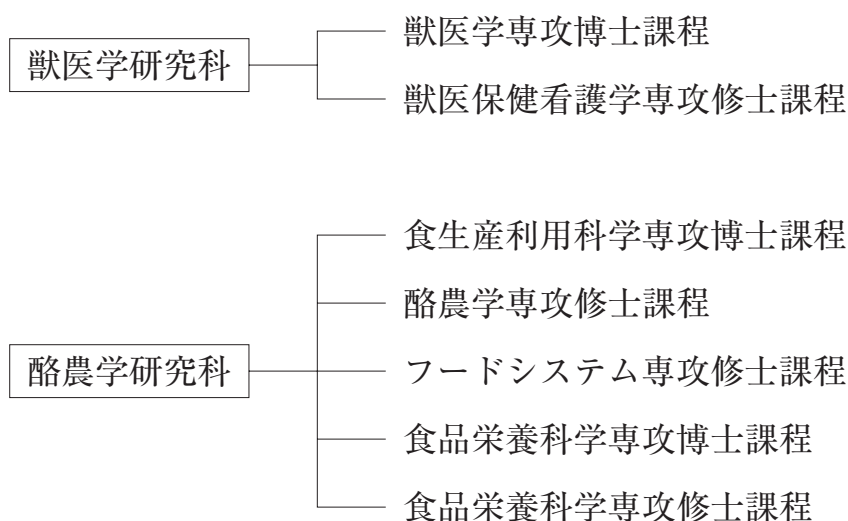 獣医学研究科
獣医学専攻博士課程
獣医保健看護学専攻修士課程
酪農学研究科
食生産利用科学専攻博士課程
酪農学専攻修士課程
フードシステム専攻修士課程
食品栄養科学専攻博士課程
食品栄養科学専攻修士課程